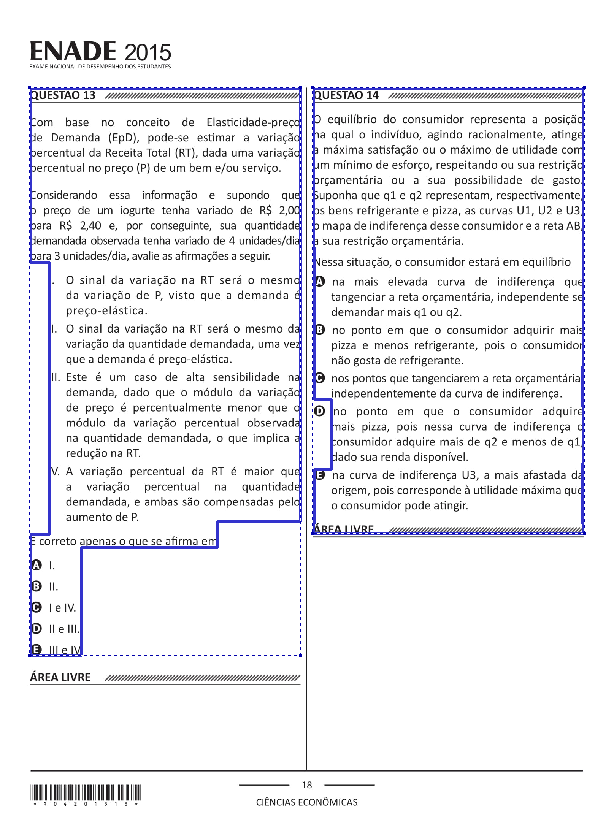 ENADE 2015
EXAME NACIONAL DE DESEMPENHO DOS ESTUDANTES
QUESTÃO 13
Com base no conceito de Elasticidade-preço
de Demanda (EpD), pode-se estimar a variação
percentual da Receita Total (RT), dada uma variação
percentual no preço (P) de um bem e/ou serviço.
Considerando essa informação e supondo que
o preço de um iogurte tenha variado de R$ 2,00
para R$ 2,40 e, por conseguinte, sua quantidade
demandada observada tenha variado de 4 unidades/dia
para 3 unidades/dia, avalie as afirmações a seguir.
I. O sinal da variação na RT será o mesmo
da variação de P, visto que a demanda é
preço-elástica.
II. O sinal da variação na RT será o mesmo da
variação da quantidade demandada, uma vez
que a demanda é preço-elástica.
III. Este é um caso de alta sensibilidade na
demanda, dado que o módulo da variação
de preço é percentualmente menor que o
módulo da variação percentual observada
na quantidade demandada, o que implica a
redução na RT.
IV. A variação percentual da RT é maior que
a variação percentual na quantidade
demandada, e ambas são compensadas pelo
aumento de P.
É correto apenas o que se afirma em
A I.
B II.
C I e IV.
D II e III.
E III e IV.
ÁREA LIVRE
QUESTÃO 14
O equilíbrio do consumidor representa a posição
na qual o indivíduo, agindo racionalmente, atinge
a máxima satisfação ou o máximo de utilidade com
um mínimo de esforço, respeitando ou sua restrição
orçamentária ou a sua possibilidade de gasto.
Suponha que q1 e q2 representam, respectivamente,
os bens refrigerante e pizza, as curvas U1, U2 e U3,
o mapa de indiferença desse consumidor e a reta AB,
a sua restrição orçamentária.
Nessa situação, o consumidor estará em equilíbrio
A na mais elevada curva de indiferença que
tangenciar a reta orçamentária, independente se
demandar mais q1 ou q2.
B no ponto em que o consumidor adquirir mais
pizza e menos refrigerante, pois o consumidor
não gosta de refrigerante.
C nos pontos que tangenciarem a reta orçamentária,
independentemente da curva de indiferença.
D no ponto em que o consumidor adquire
mais pizza, pois nessa curva de indiferença o
consumidor adquire mais de q2 e menos de q1,
dado sua renda disponível.
E na curva de indiferença U3, a mais afastada da
origem, pois corresponde à utilidade máxima que
o consumidor pode atingir.
ÁREA LIVRE
18
CIÊNCIAS ECONÔMICAS